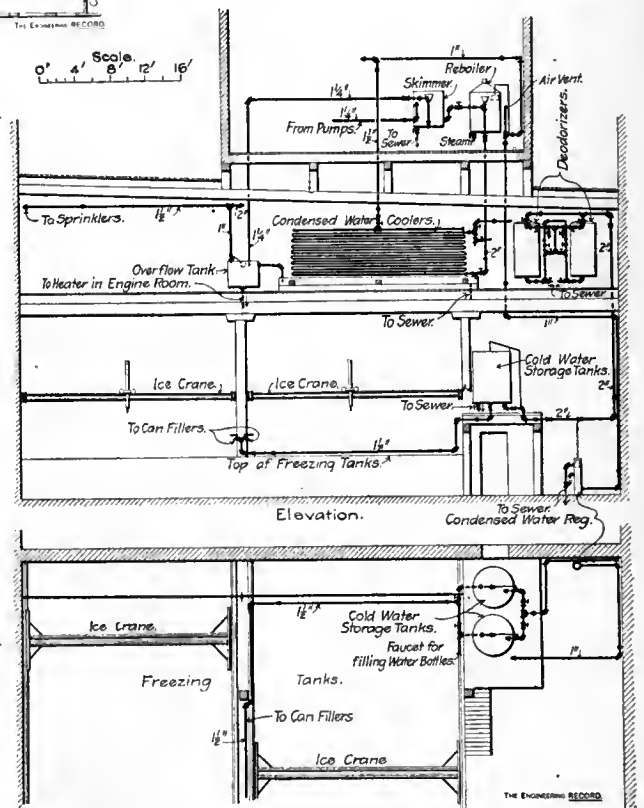 THE ENGINEERING RECORD.
Scale.
0' 4' 8' 12' 16'
1"
Reboiler
Skimmer.
Air Vent.
1¼"
1¼"
From Pumps.
1½"
To
Sewer
Steam
Deodorizers.
To Sprinklers.
1½"
2"
1"
1¼"
Condensed Water Coolers.
2"
2"
Overflow Tank
To Heater in Engine Room.
To Sewer
To Sewer.
1"
Cold Water
Storage Tanks.
Ice Crane.
Ice Crane.
To Sewer.
2"
To Can Fillers.
2"
1½"
Top of Freezing Tanks.
To Sewer.
Condensed Water Reg.
Elevation.
1½"
Cold Water
Storage Tanks.
Ice Crane.
Faucet for
filling Water Bottles.
1"
Freezing Tanks.
To Can Fillers
1½"
Ice Crane
THE ENGINEERING RECORD.